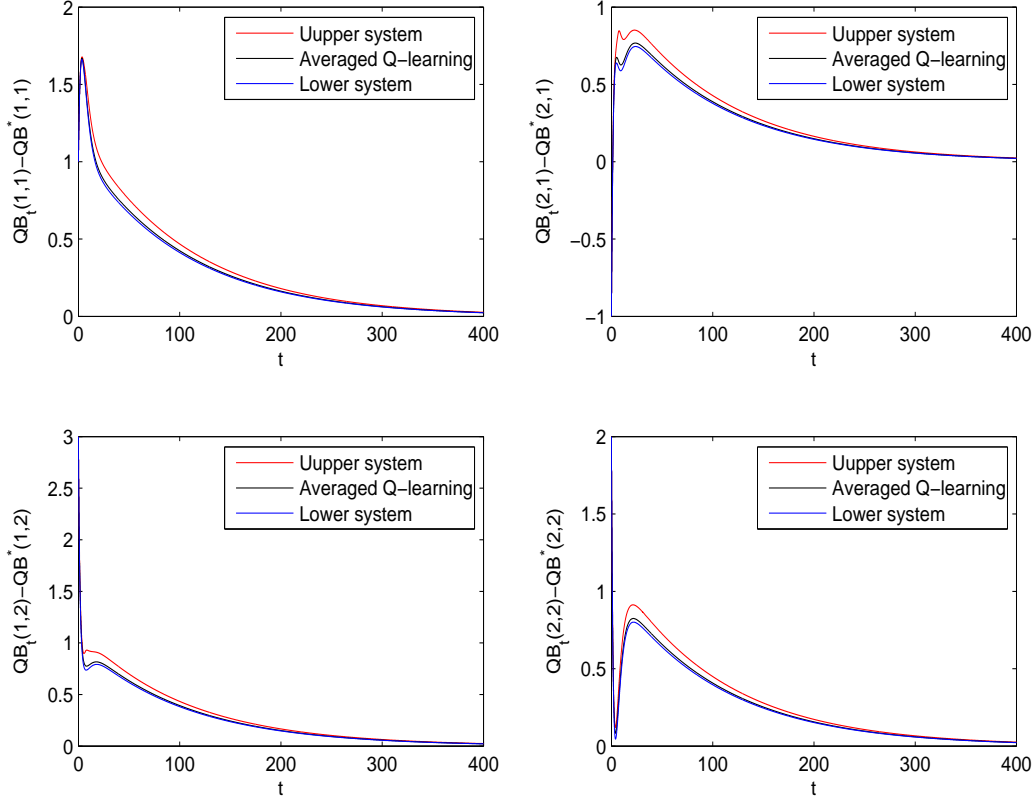 2
1.5
1
0.5
0
0
100
200
300
400
t
QB_t(1,1)−QB^*(1,1)
Uupper system
Averaged Q−learning
Lower system
1
0.5
0
−0.5
−1
0
100
200
300
400
t
QB_t(2,1)−QB^*(2,1)
Uupper system
Averaged Q−learning
Lower system
3
2.5
2
1.5
1
0.5
0
0
100
200
300
400
t
QB_t(1,2)−QB^*(1,2)
Uupper system
Averaged Q−learning
Lower system
2
1.5
1
0.5
0
0
100
200
300
400
t
QB_t(2,2)−QB^*(2,2)
Uupper system
Averaged Q−learning
Lower system